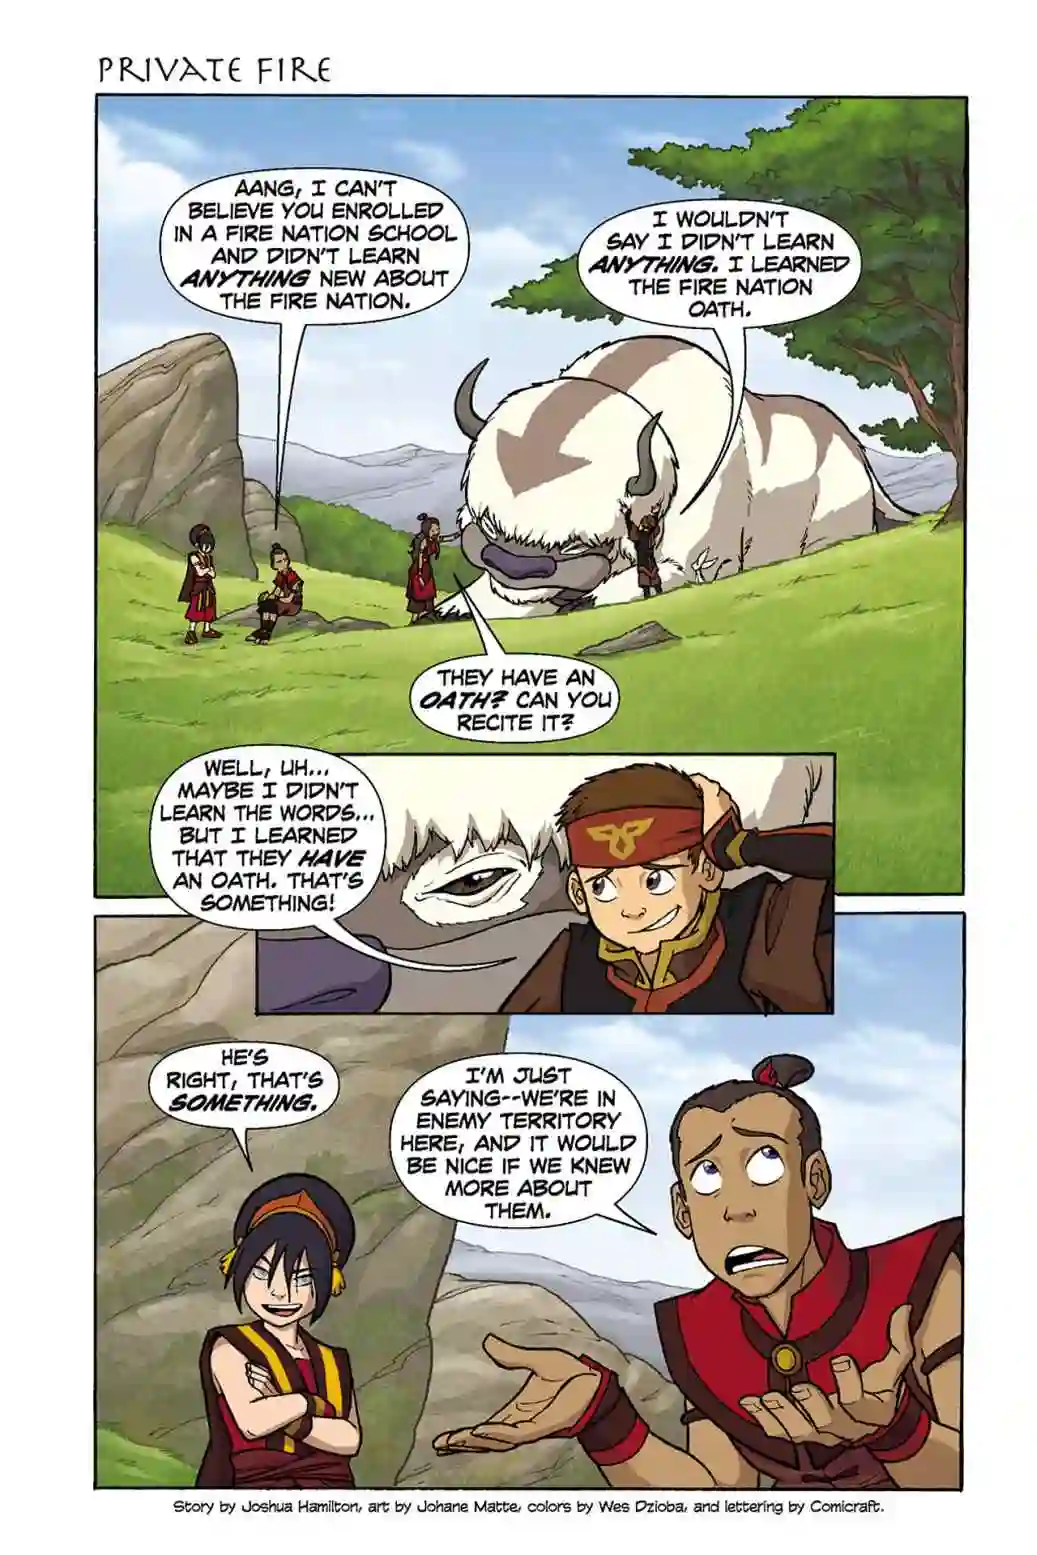 PRIVATE FIRE
AANG, I CAN'T
BELIEVE YOU ENROLLED
IN A FIRE NATION SCHOOL
AND DIDN'T LEARN
ANYTHING NEW ABOUT
THE FIRE NATION.
I WOULDN'T
SAY I DIDN'T LEARN
ANYTHING. I LEARNED
THE FIRE NATION
OATH.
THEY HAVE AN
OATH? CAN YOU
RECITE IT?
WELL, UH...
MAYBE I DIDN'T
LEARN THE WORDS...
BUT I LEARNED
THAT THEY HAVE
AN OATH. THAT'S
SOMETHING!
HE'S
RIGHT, THAT'S
SOMETHING.
I'M JUST
SAYING--WE'RE IN
ENEMY TERRITORY
HERE, AND IT WOULD
BE NICE IF WE KNEW
MORE ABOUT
THEM.
Story by Joshua Hamilton, art by Johane Matte, colors by Wes Dzioba, and lettering by Comicraft.